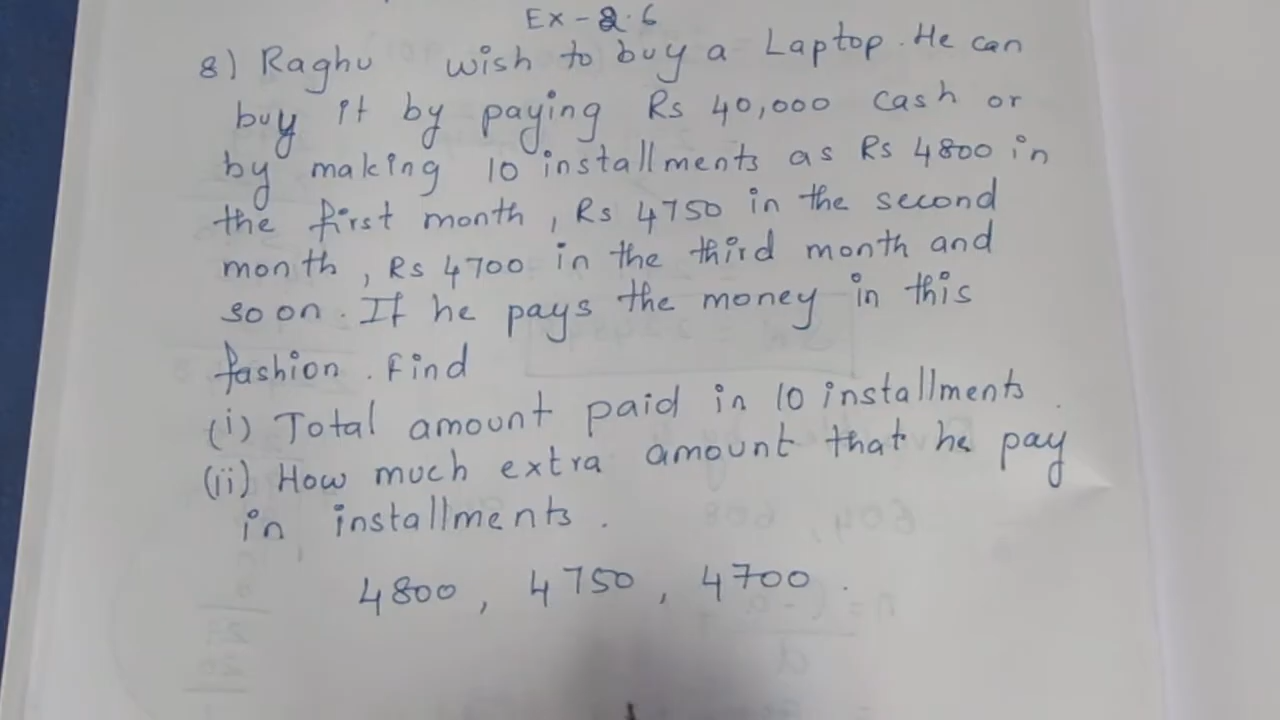 Ex - 2.6
8) Raghu wish to buy a Laptop. He can
buy it by paying Rs 40,000 cash or
by making 10 installments as Rs 4800 in
the first month, Rs 4750 in the second
month, Rs 4700 in the third month and
so on. If he pays the money in this
fashion. Find
(i) Total amount paid in 10 installments.
(ii) How much extra amount that he pay
in installments.
4800, 4750, 4700.